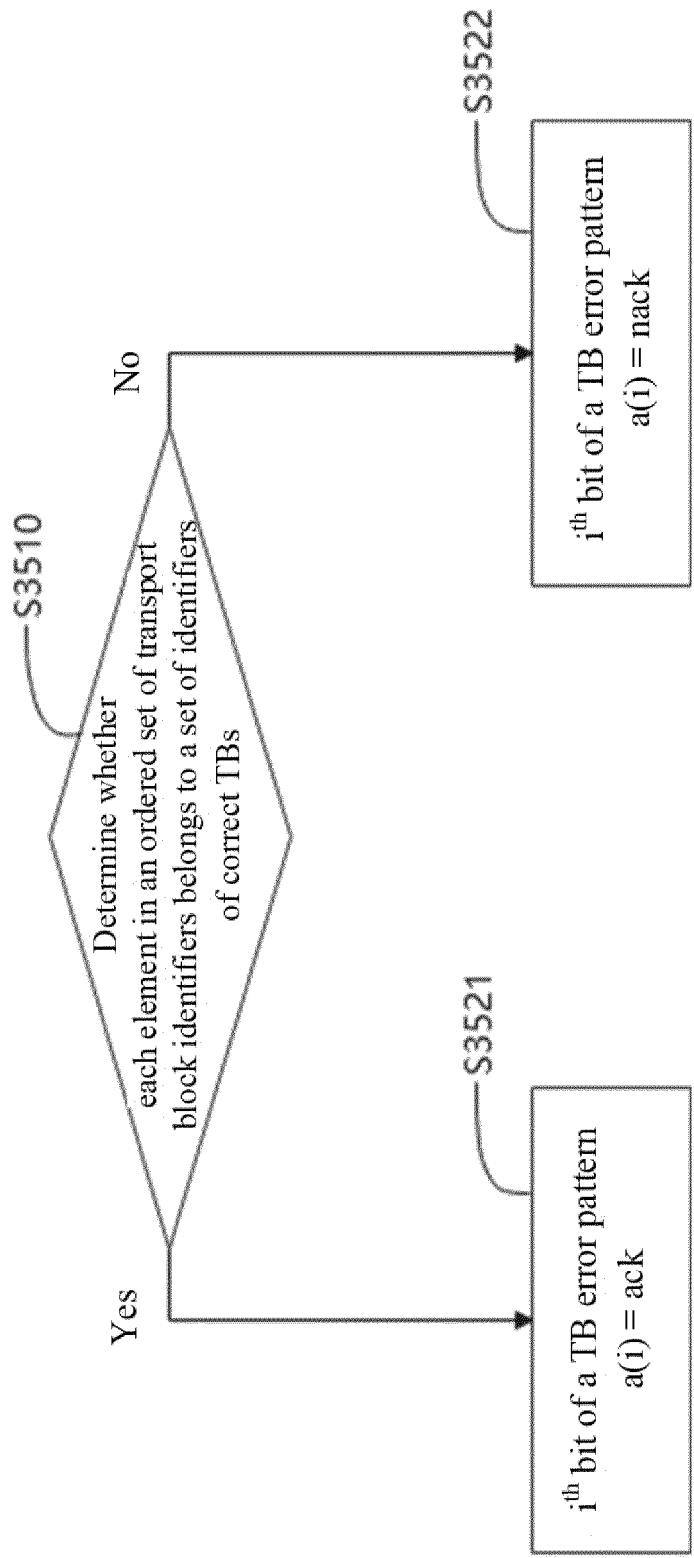 S3510
Determine whether
each element in an ordered set of transport
block identifiers belongs to a set of identifiers
of correct TBs
Yes
No
S3521
i^th bit of a TB error pattern
a(i) = ack
S3522
i^th bit of a TB error pattern
a(i) = nack